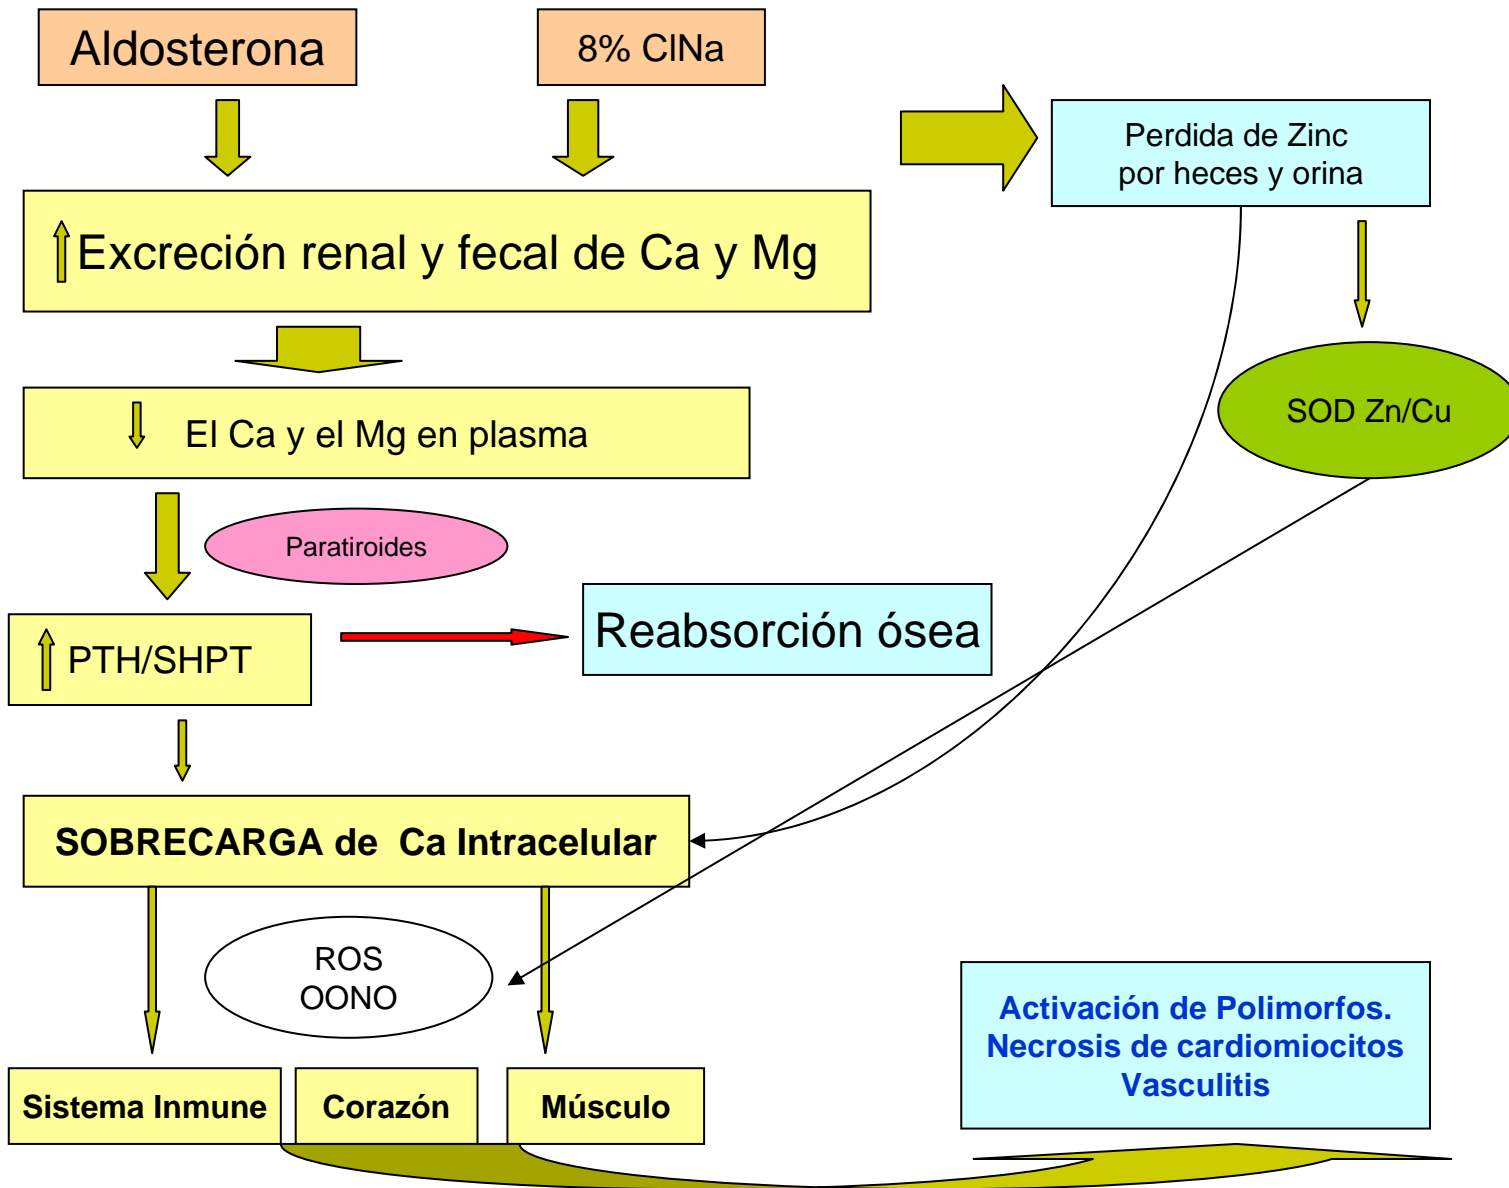 Aldosterona
8% ClNa
Perdida de Zinc
por heces y orina
Excreción renal y fecal de Ca y Mg
El Ca y el Mg en plasma
SOD Zn/Cu
Paratiroides
PTH/SHPT
Reabsorción ósea
SOBRECARGA de Ca Intracelular
ROS
OONO
Activación de Polimorfos.
Necrosis de cardiomiocitos
Vasculitis
Sistema Inmune
Corazón
Músculo